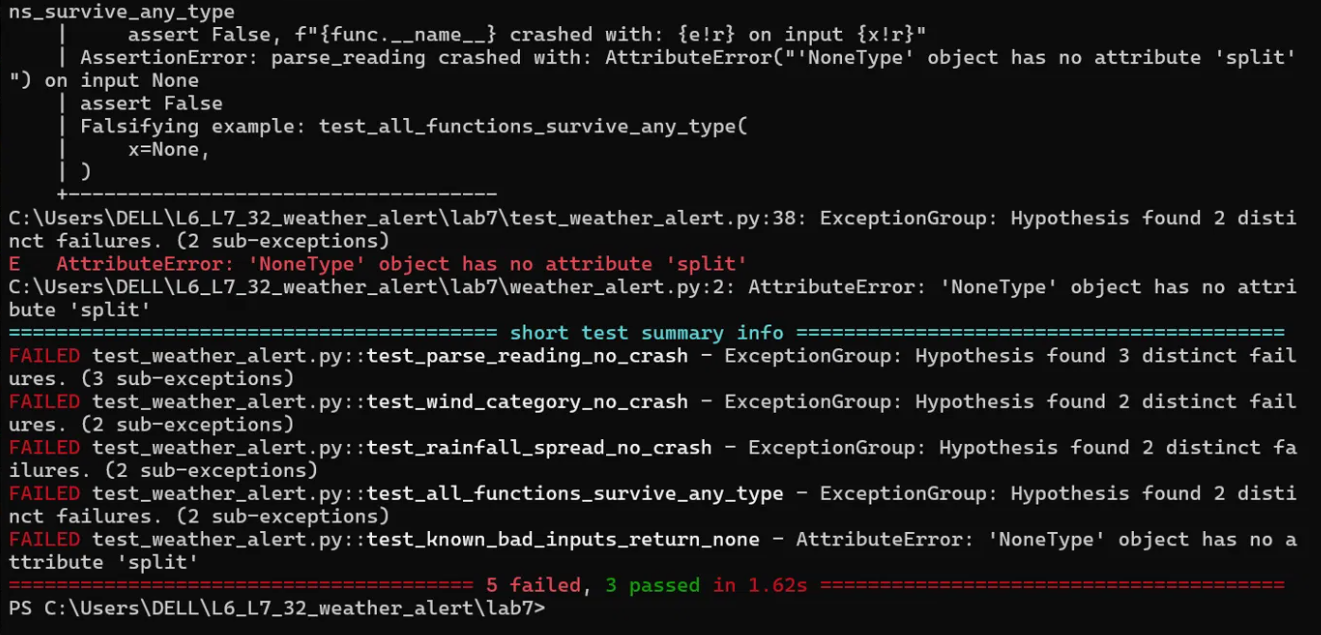 ns_survive_any_type
    |     assert False, f"{func.__name__} crashed with: {e!r} on input {x!r}"
    | AssertionError: parse_reading crashed with: AttributeError("'NoneType' object has no attribute 'split'
") on input None
    | assert False
    | Falsifying example: test_all_functions_survive_any_type(
    |     x=None,
    | )
    +------------------------------------
C:\Users\DELL\L6_L7_32_weather_alert\lab7\test_weather_alert.py:38: ExceptionGroup: Hypothesis found 2 disti
nct failures. (2 sub-exceptions)
E   AttributeError: 'NoneType' object has no attribute 'split'
C:\Users\DELL\L6_L7_32_weather_alert\lab7\weather_alert.py:2: AttributeError: 'NoneType' object has no attri
bute 'split'
========================================= short test summary info =========================================
FAILED test_weather_alert.py::test_parse_reading_no_crash - ExceptionGroup: Hypothesis found 3 distinct fail
ures. (3 sub-exceptions)
FAILED test_weather_alert.py::test_wind_category_no_crash - ExceptionGroup: Hypothesis found 2 distinct fail
ures. (2 sub-exceptions)
FAILED test_weather_alert.py::test_rainfall_spread_no_crash - ExceptionGroup: Hypothesis found 2 distinct fa
ilures. (2 sub-exceptions)
FAILED test_weather_alert.py::test_all_functions_survive_any_type - ExceptionGroup: Hypothesis found 2 disti
nct failures. (2 sub-exceptions)
FAILED test_weather_alert.py::test_known_bad_inputs_return_none - AttributeError: 'NoneType' object has no a
ttribute 'split'
======================================= 5 failed, 3 passed in 1.62s =======================================
PS C:\Users\DELL\L6_L7_32_weather_alert\lab7>